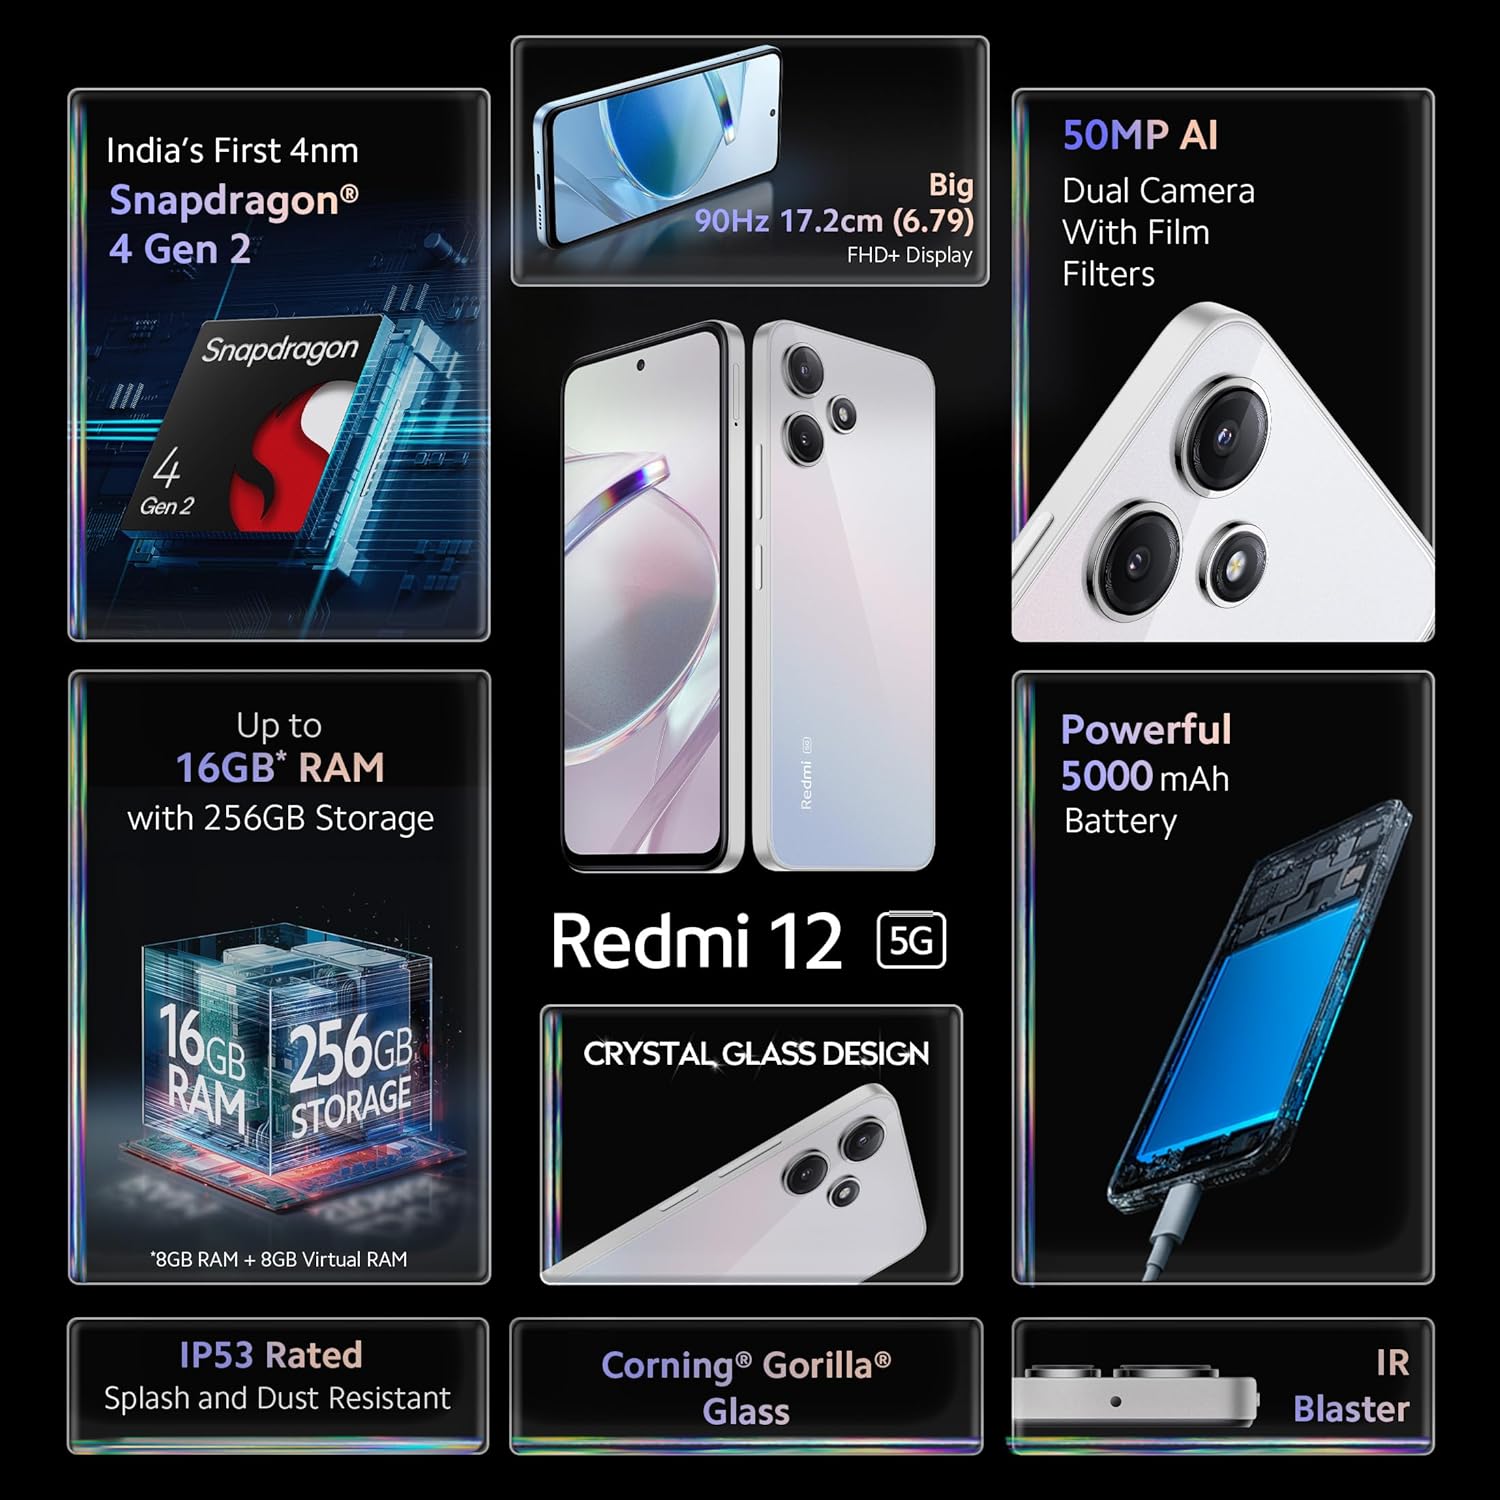 India's First 4nm
Snapdragon®
4 Gen 2
Snapdragon
4
Gen 2
Big
90Hz 17.2cm (6.79)
FHD+ Display
50MP AI
Dual Camera
With Film
Filters
Redmi 5G
Up to
16GB* RAM
with 256GB Storage
16GB
RAM
256GB
STORAGE
*8GB RAM + 8GB Virtual RAM
Redmi 12 5G
CRYSTAL GLASS DESIGN
Powerful
5000 mAh
Battery
IP53 Rated
Splash and Dust Resistant
Corning® Gorilla®
Glass
IR
Blaster